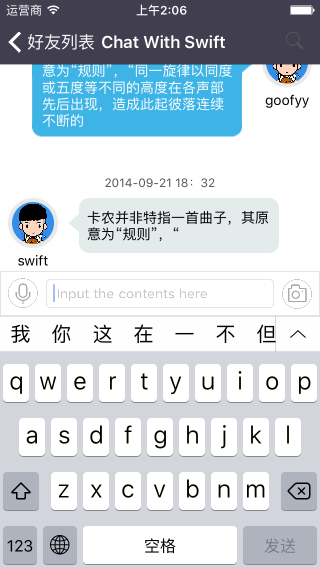 运营商 上午2:06
好友列表 Chat With Swift
意为“规则”，“同一旋律以同度
或五度等不同的高度在各声部
先后出现，造成此起彼落连续
不断的
goofyy
2014-09-21 18：32
卡农并非特指一首曲子，其原
意为“规则”，“
swift
Input the contents here
我 你 这 在 一 不 但
q w e r t y u i o p
a s d f g h j k l
z x c v b n m
123 空格 发送